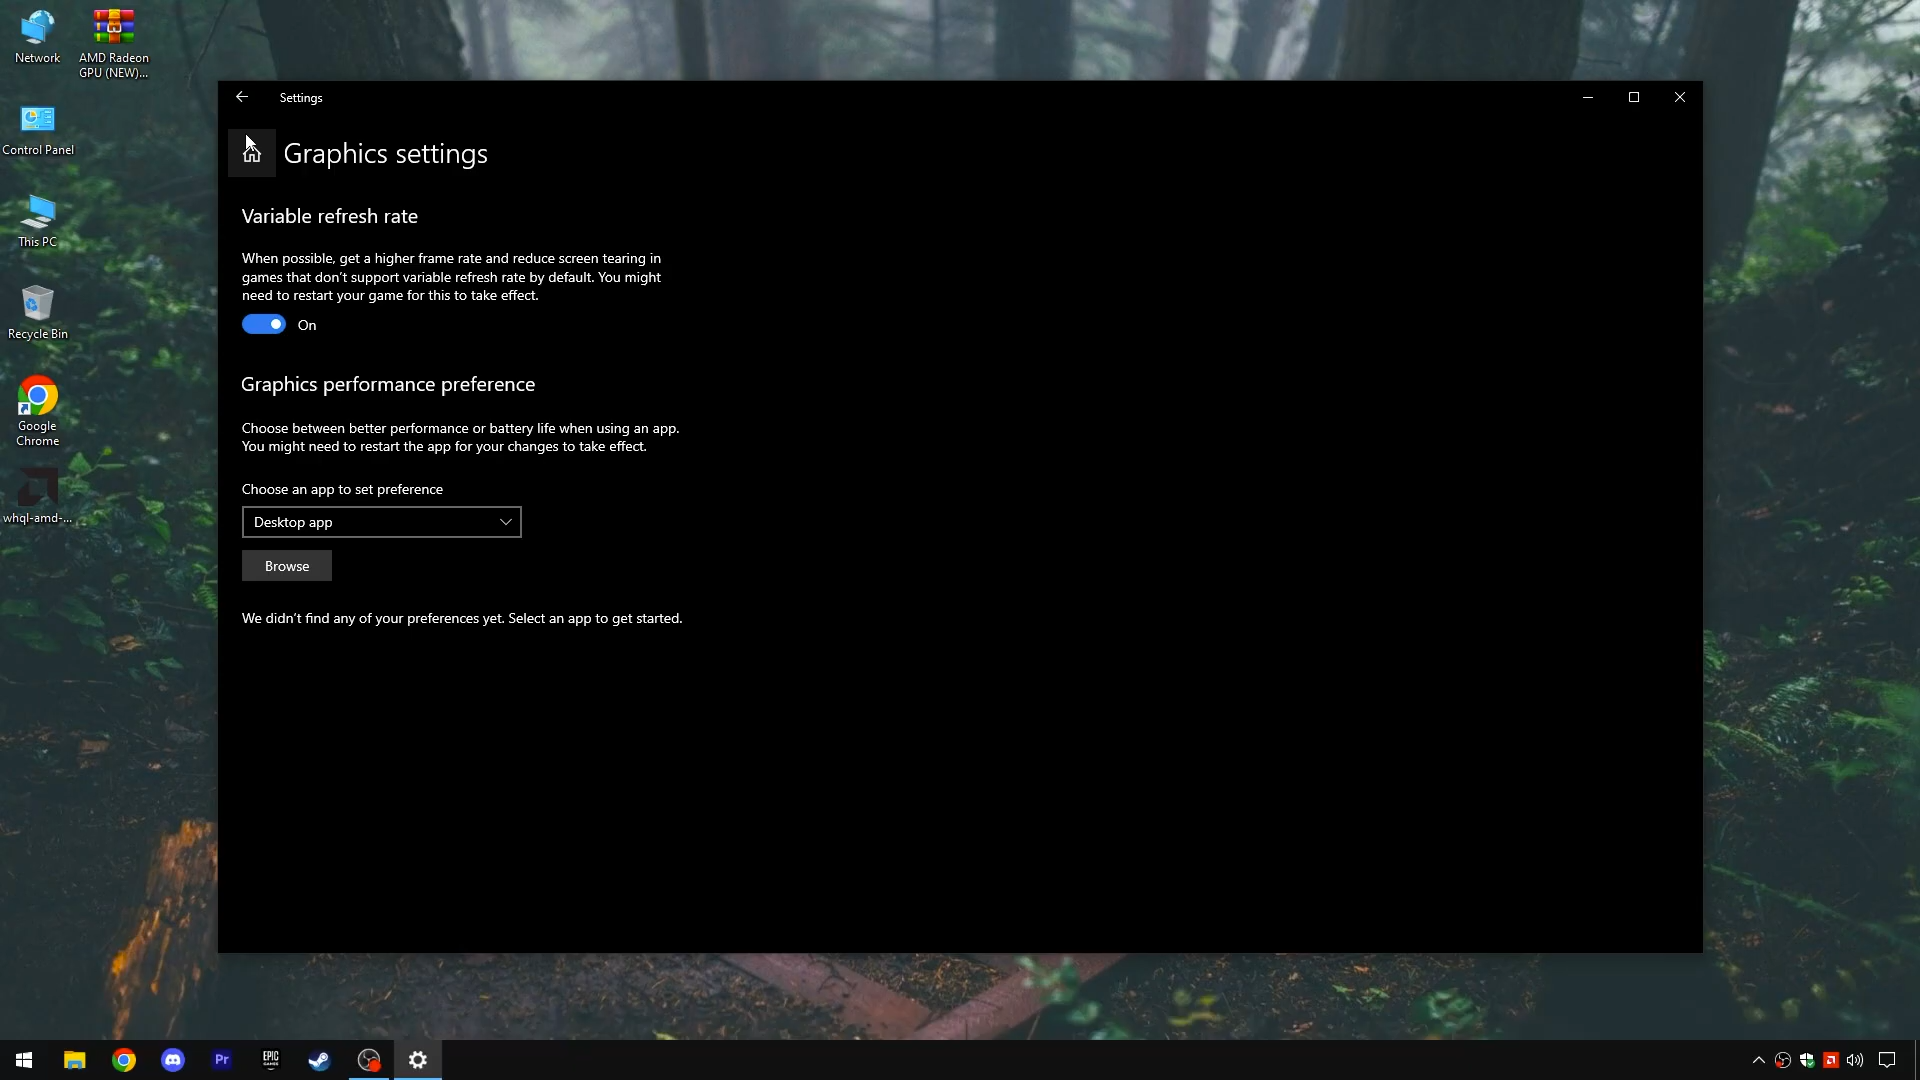 Network
AMD Radeon
GPU (NEW)...
Control Panel
This PC
Recycle Bin
Google
Chrome
whql-amd-...
Settings
Graphics settings
Variable refresh rate
When possible, get a higher frame rate and reduce screen tearing in
games that don't support variable refresh rate by default. You might
need to restart your game for this to take effect.
On
Graphics performance preference
Choose between better performance or battery life when using an app.
You might need to restart the app for your changes to take effect.
Choose an app to set preference
Desktop app
Browse
We didn't find any of your preferences yet. Select an app to get started.
Pr
EPIC
GAMES